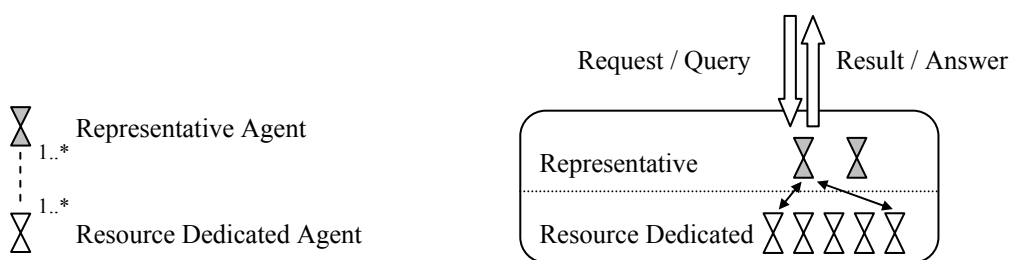 Request / Query
Result / Answer
Representative Agent
1..*
1..*
Resource Dedicated Agent
Representative
Resource Dedicated